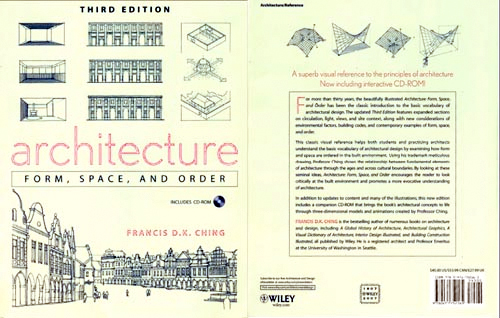 THIRD EDITION
architecture
FORM, SPACE, AND ORDER
INCLUDES CD-ROM
FRANCIS D.K. CHING
WILEY
Architecture/Reference
A superb visual reference to the principles of architecture
Now including interactive CD-ROM!
For more than thirty years, the beautifully illustrated Architecture: Form, Space,
and Order has been the classic introduction to the basic vocabulary of
architectural design. The updated Third Edition features expanded sections
on circulation, light, views, and site context, along with new considerations of
environmental factors, building codes, and contemporary examples of form, space,
and order.
This classic visual reference helps both students and practicing architects
understand the basic vocabulary of architectural design by examining how form
and space are ordered in the built environment. Using his trademark meticulous
drawing, Professor Ching shows the relationship between fundamental elements
of architecture through the ages and across cultural boundaries. By looking at these
seminal ideas, Architecture: Form, Space, and Order encourages the reader to look
critically at the built environment and promotes a more evocative understanding
of architecture.
In addition to updates to content and many of the illustrations, this new edition
includes a companion CD-ROM that brings the book's architectural concepts to life
through three-dimensional models and animations created by Professor Ching.
FRANCIS D.K. CHING is the bestselling author of numerous books on architecture
and design, including A Global History of Architecture, Architectural Graphics, A
Visual Dictionary of Architecture, Interior Design Illustrated, and Building Construction
Illustrated, all published by Wiley. He is a registered architect and Professor Emeritus
at the University of Washington in Seattle.
WILEY
1807
WILEY
2007